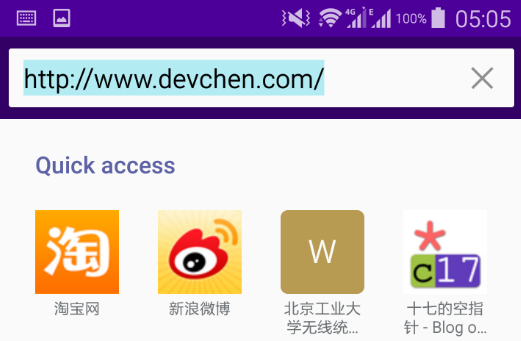 4G E 100% 05:05
http://www.devchen.com/
Quick access
淘 W c17
淘宝网 新浪微博 北京工业大 十七的空指
学无线统... 针 - Blog o...